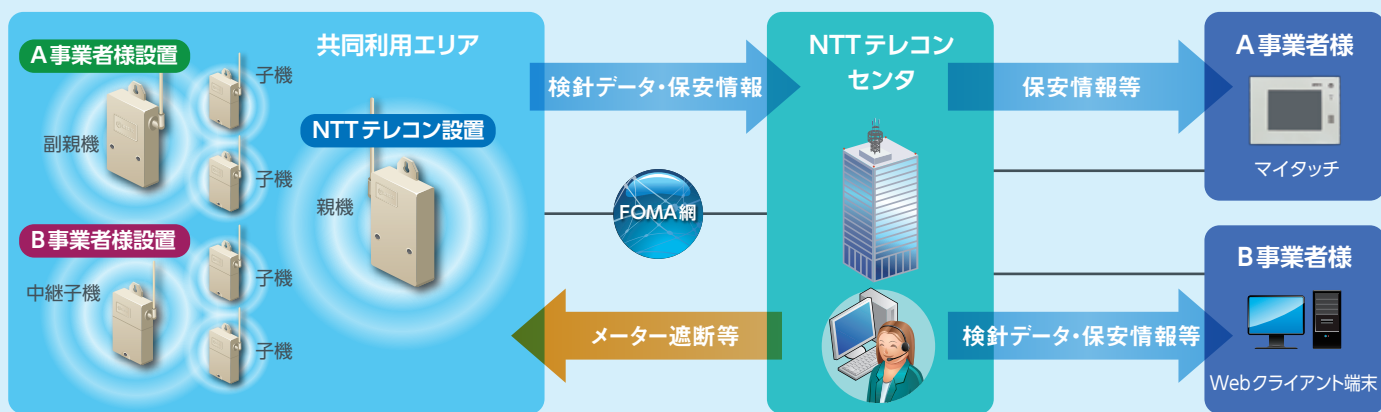 共同利用エリア
A事業者様設置
副親機
子機
子機
NTTテレコン設置
親機
B事業者様設置
中継子機
子機
子機
検針データ・保安情報
FOMA網
メーター遮断等
NTTテレコン
センタ
保安情報等
検針データ・保安情報等
A事業者様
マイタッチ
B事業者様
Webクライアント端末